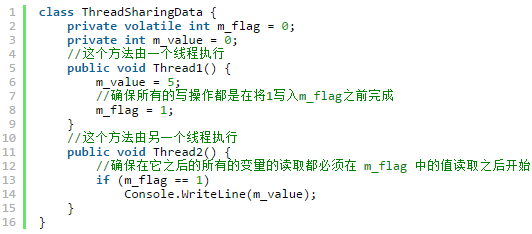 1 class ThreadSharingData {
2     private volatile int m_flag = 0;
3     private int m_value = 0;
4     //这个方法由一个线程执行
5     public void Thread1() {
6         m_value = 5;
7         //确保所有的写操作都是在将1写入m_flag之前完成
8         m_flag = 1;
9     }
10     //这个方法由另一个线程执行
11     public void Thread2() {
12         //确保在它之后的所有的变量的读取都必须在 m_flag 中的值读取之后开始
13         if (m_flag == 1)
14             Console.WriteLine(m_value);
15     }
16 }